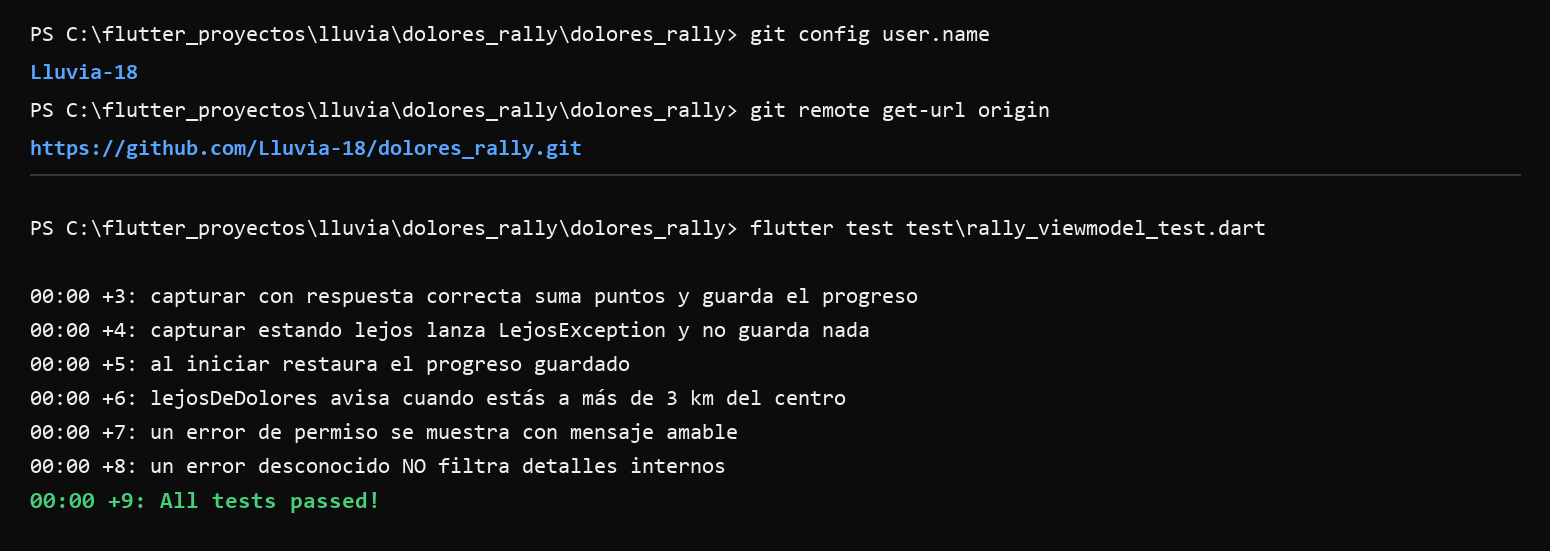 PS C:\flutter_proyectos\lluvia\dolores_rally\dolores_rally> git config user.name
Lluvia-18
PS C:\flutter_proyectos\lluvia\dolores_rally\dolores_rally> git remote get-url origin
https://github.com/Lluvia-18/dolores_rally.git
PS C:\flutter_proyectos\lluvia\dolores_rally\dolores_rally> flutter test test\rally_viewmodel_test.dart
00:00 +3: capturar con respuesta correcta suma puntos y guarda el progreso
00:00 +4: capturar estando lejos lanza LejosException y no guarda nada
00:00 +5: al iniciar restaura el progreso guardado
00:00 +6: lejosDeDolores avisa cuando estás a más de 3 km del centro
00:00 +7: un error de permiso se muestra con mensaje amable
00:00 +8: un error desconocido NO filtra detalles internos
00:00 +9: All tests passed!